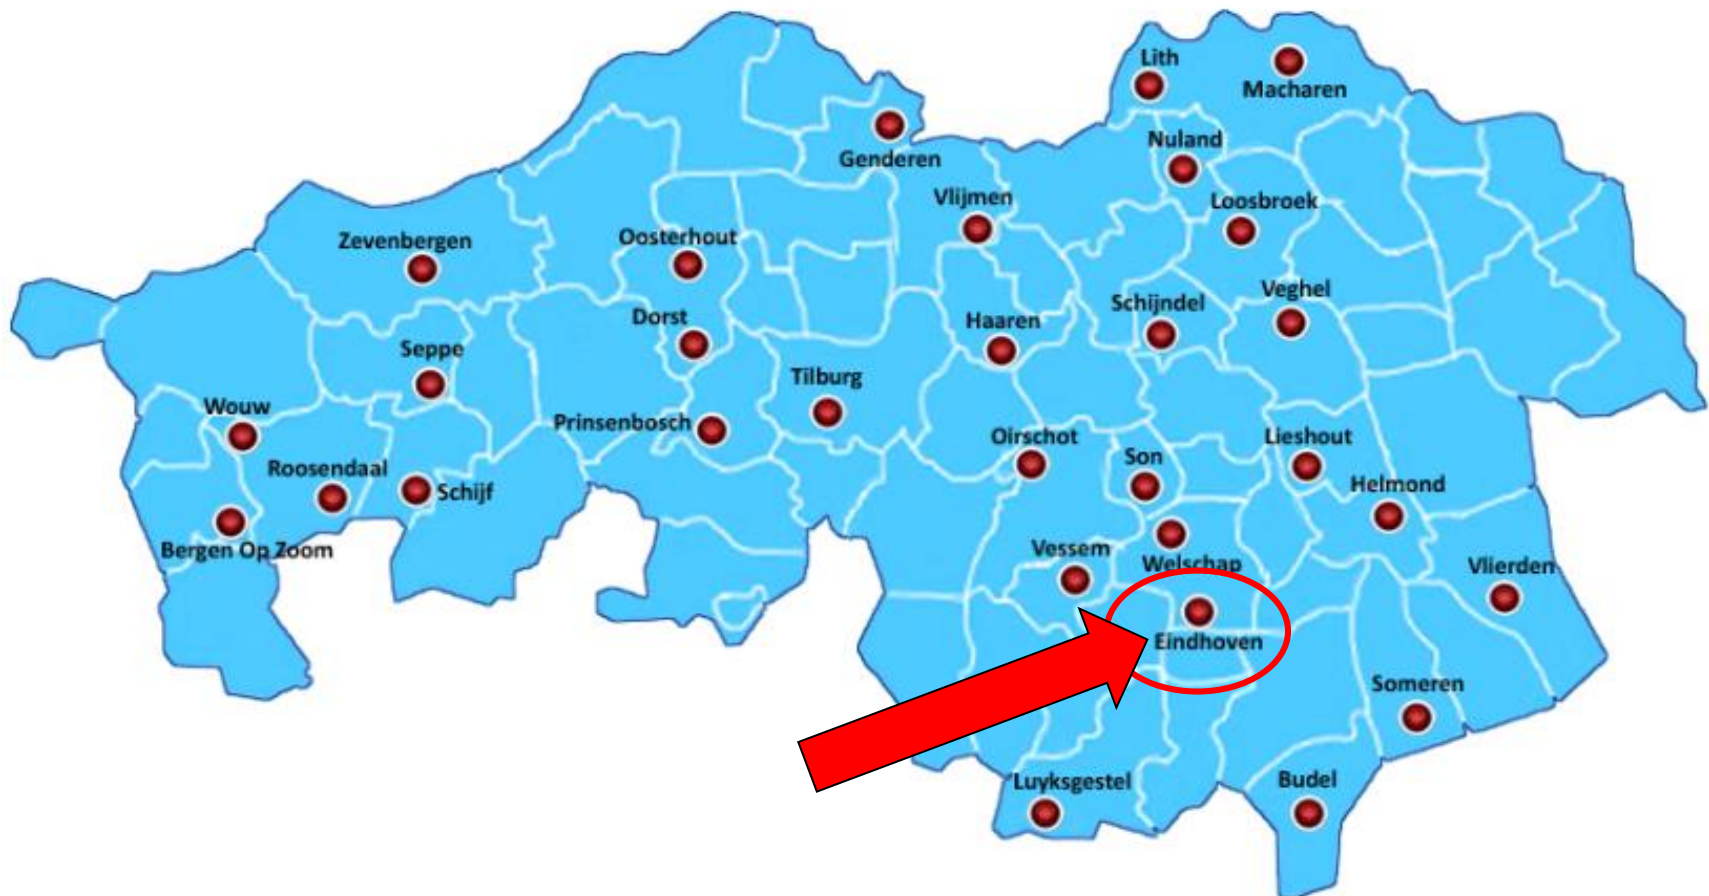 Lith
Macharen
Genderen
Nuland
Vlijmen
Loosbroek
Zevenbergen
Oosterhout
Dorst
Haaren
Schijndel
Veghel
Seppe
Tilburg
Wouw
Prinsenbosch
Oirschot
Son
Lieshout
Roosendaal
Schijf
Helmond
Bergen Op Zoom
Vessem
Welschap
Vlierden
Eindhoven
Someren
Luyksgestel
Budel